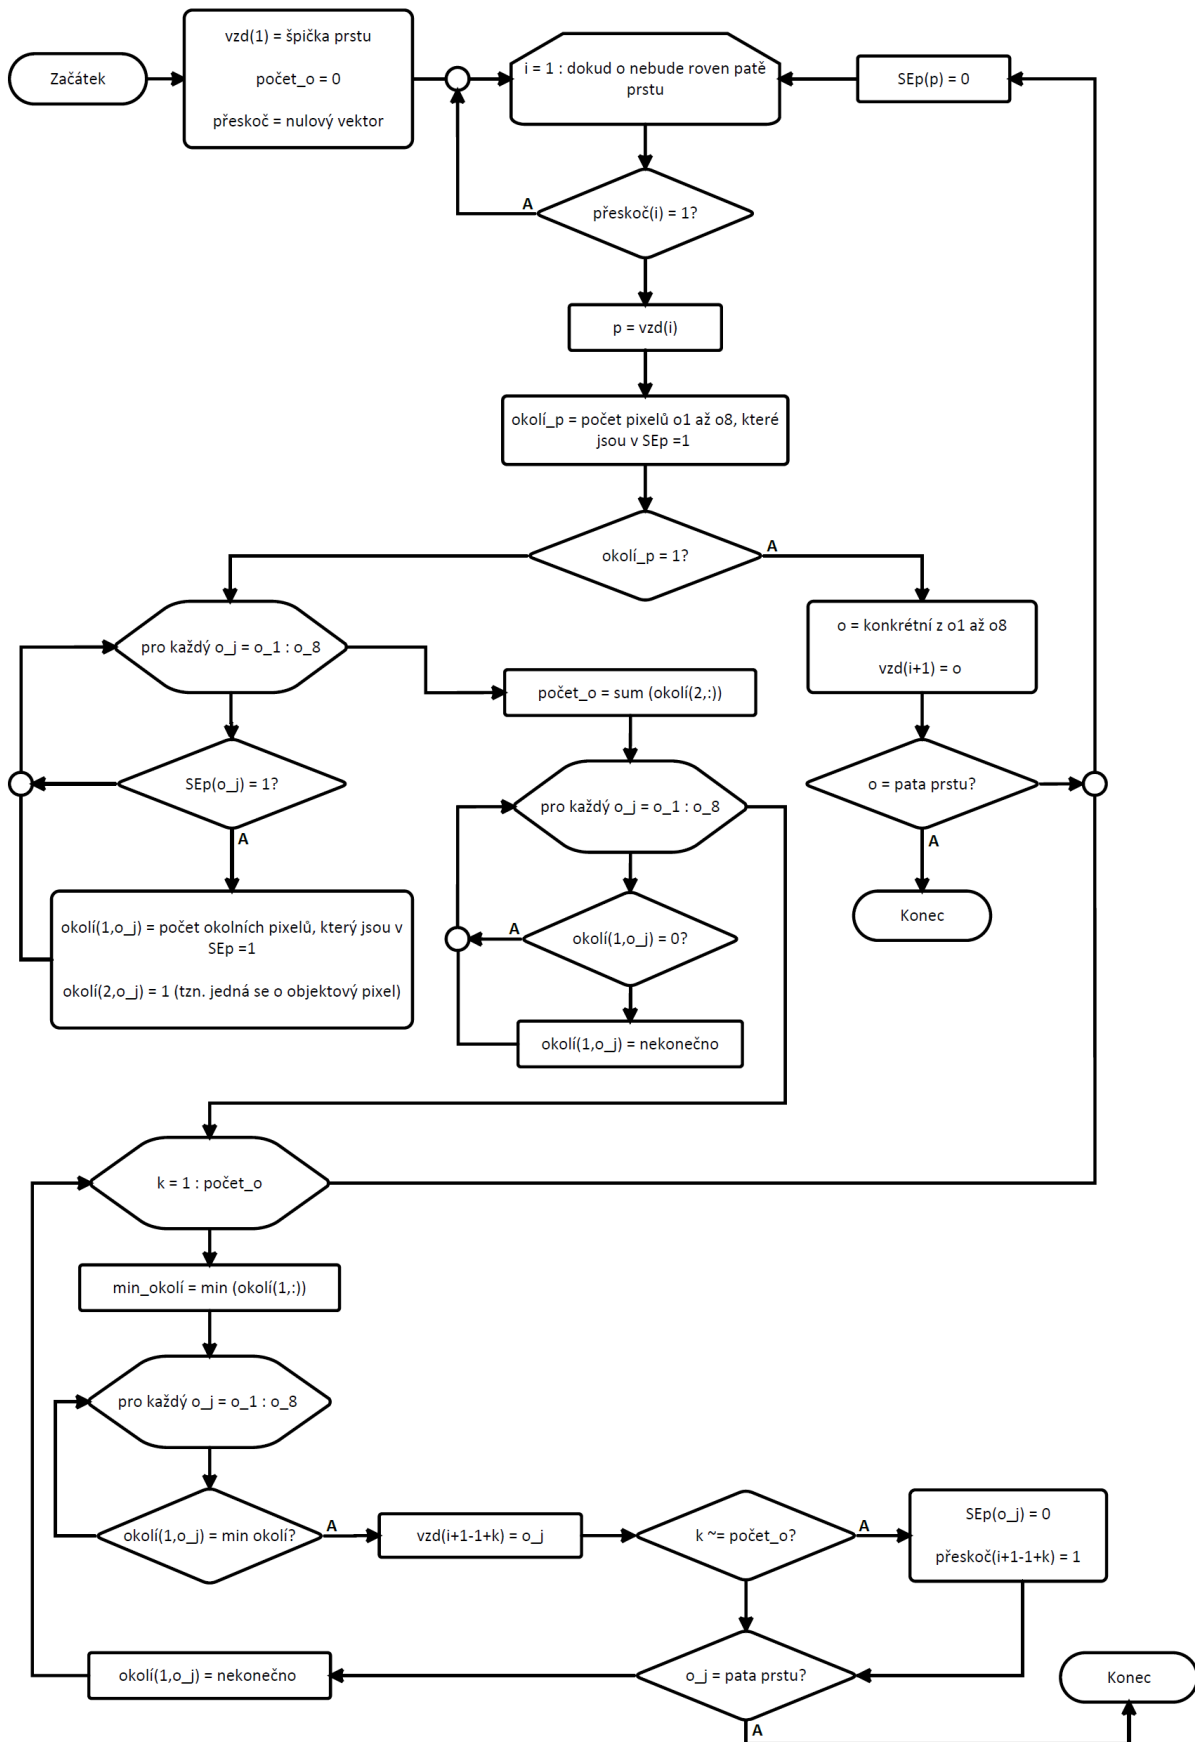 Začátek
vzd(1) = špička prstu
počet_o = 0
přeskoč = nulový vektor
i = 1 : dokud o nebude roven patě
prstu
SEp(p) = 0
přeskoč(i) = 1?
A
p = vzd(i)
okolí_p = počet pixelů o1 až o8, které
jsou v SEp =1
okolí_p = 1?
A
o = konkrétní z o1 až o8
vzd(i+1) = o
o = pata prstu?
A
Konec
pro každý o_j = o_1 : o_8
SEp(o_j) = 1?
A
okolí(1,o_j) = počet okolních pixelů, který jsou v
SEp =1
okolí(2,o_j) = 1 (tzn. jedná se o objektový pixel)
počet_o = sum (okolí(2,:))
pro každý o_j = o_1 : o_8
okolí(1,o_j) = 0?
A
okolí(1,o_j) = nekonečno
k = 1 : počet_o
min_okolí = min (okolí(1,:))
pro každý o_j = o_1 : o_8
okolí(1,o_j) = min okolí?
A
vzd(i+1-1+k) = o_j
k ~= počet_o?
A
SEp(o_j) = 0
přeskoč(i+1-1+k) = 1
o_j = pata prstu?
A
okolí(1,o_j) = nekonečno
Konec